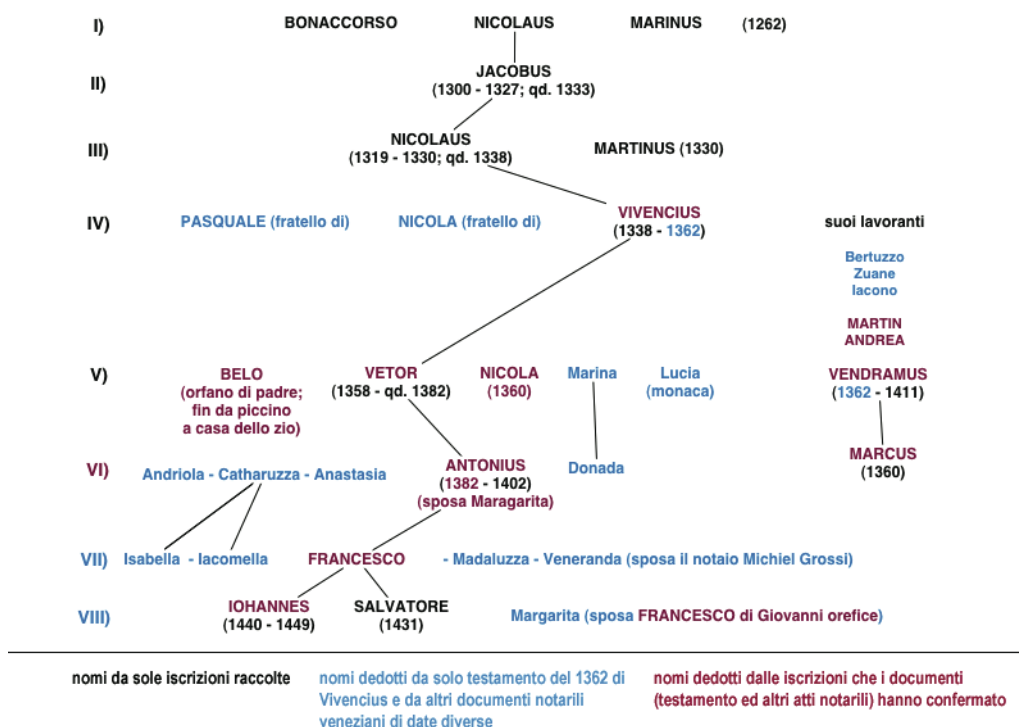 I) BONACCORSO NICOLAUS MARINUS (1262)
II) JACOBUS
(1300 - 1327; qd. 1333)
III) NICOLAUS MARTINUS (1330)
(1319 - 1330; qd. 1338)
IV) PASQUALE (fratello di) NICOLA (fratello di) VIVENCIUS suoi lavoranti
(1338 - 1362)
Bertuzzo
Zuane
Iacono
MARTIN
ANDREA
V) BELO VETOR NICOLA Marina Lucia VENDRAMUS
(orfano di padre; (1358 - qd. 1382) (1360) (monaca) (1362 - 1411)
fin da piccino
a casa dello zio)
VI) Andriola - Catharuzza - Anastasia ANTONIUS Donada MARCUS
(1382 - 1402) (1360)
(sposa Maragarita)
VII) Isabella - Iacomella FRANCESCO - Madaluzza - Veneranda (sposa il notaio Michiel Grossi)
VIII) IOHANNES SALVATORE Margarita (sposa FRANCESCO di Giovanni orefice)
(1440 - 1449) (1431)
nomi da sole iscrizioni raccolte
nomi dedotti da solo testamento del 1362 di
Vivencius e da altri documenti notarili
veneziani di date diverse
nomi dedotti dalle iscrizioni che i documenti
(testamento ed altri atti notarili) hanno confermato